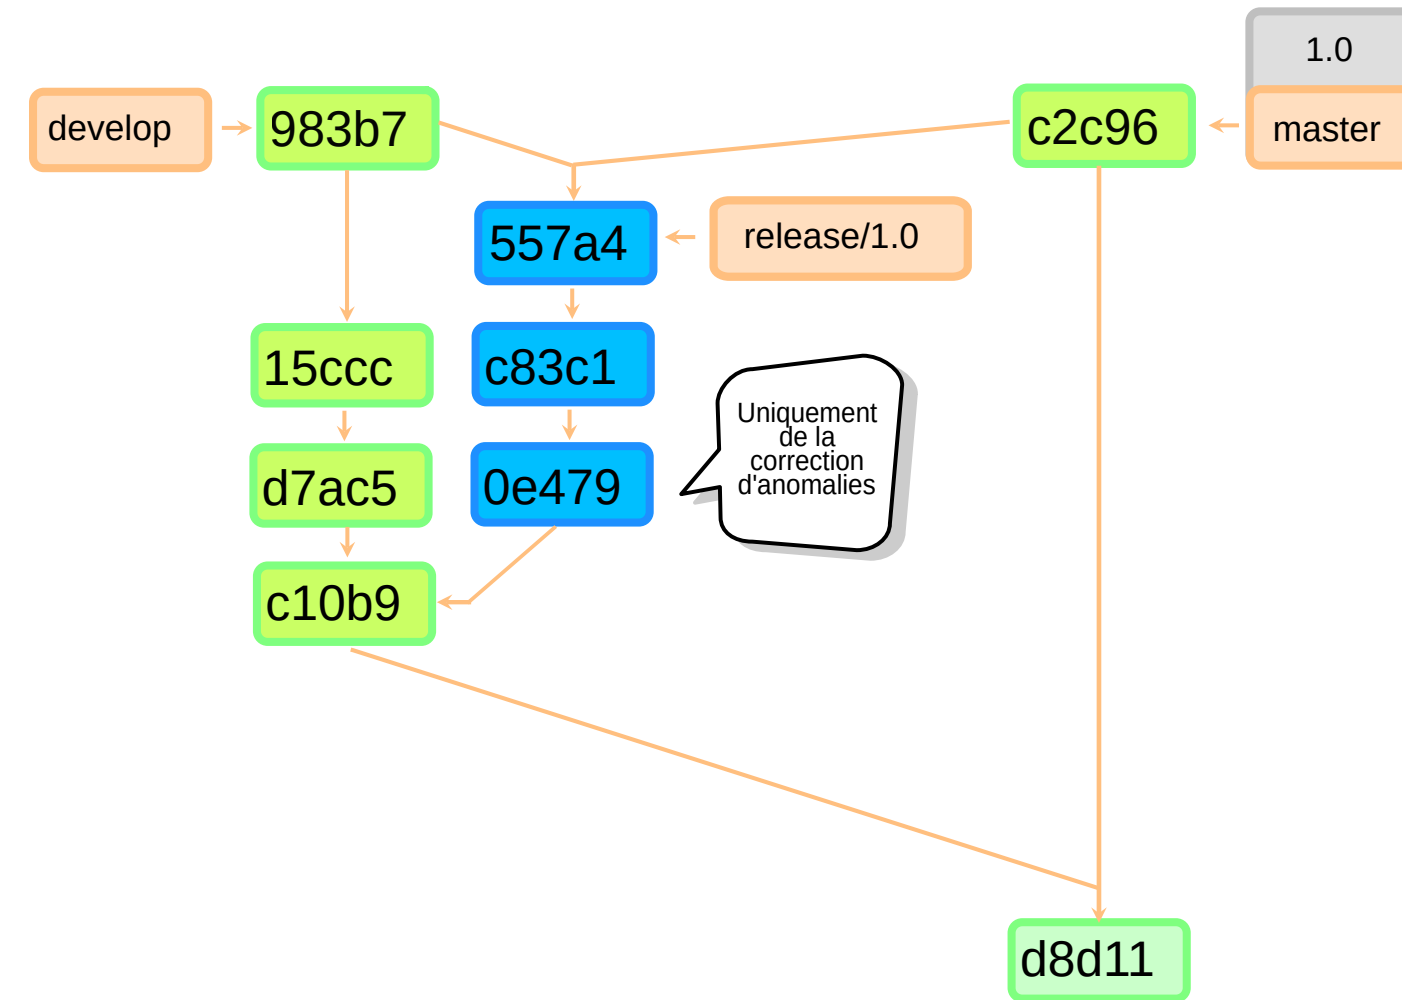 1.0
develop
983b7
c2c96
master
557a4
release/1.0
15ccc
c83c1
Uniquement
de la
correction
d'anomalies
d7ac5
0e479
c10b9
d8d11